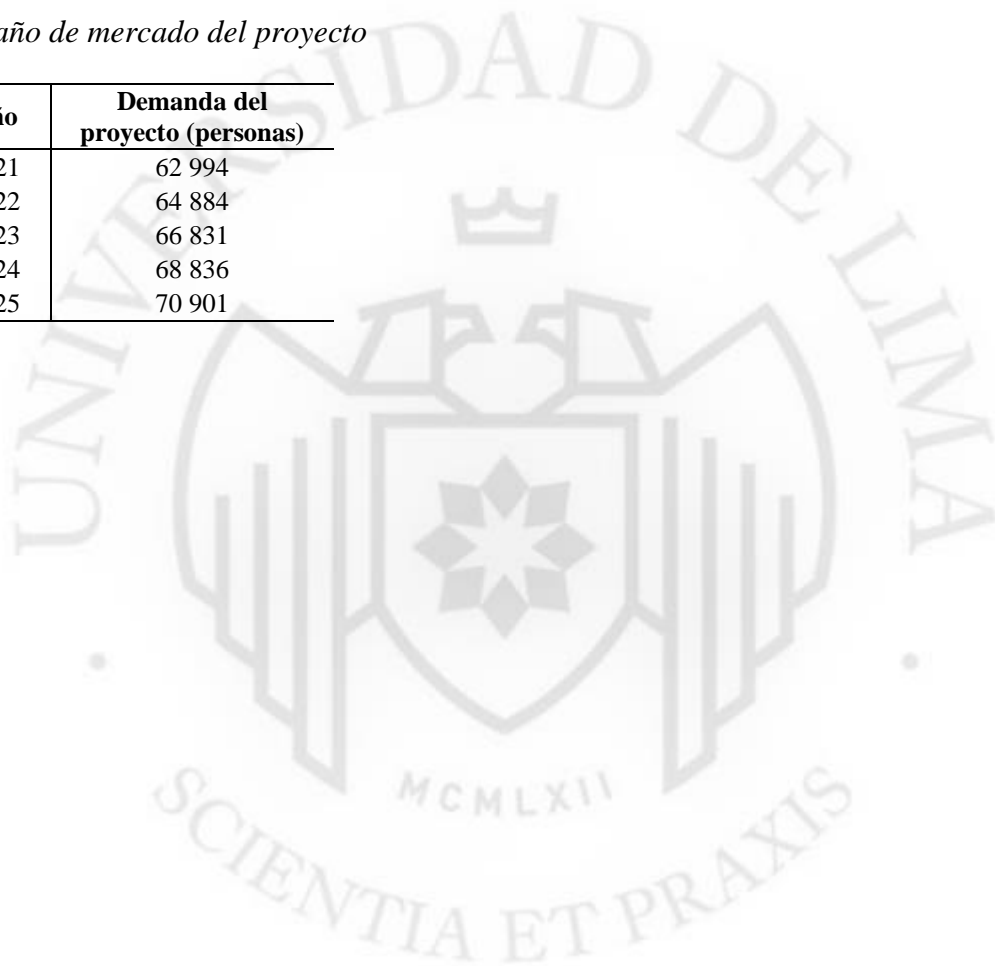 año de mercado del proyecto
ño
Demanda del
proyecto (personas)
21 62 994
22 64 884
23 66 831
24 68 836
25 70 901
UNIVERSIDAD DE LIMA
MCMLXII
SCIENTIA ET PRAXIS